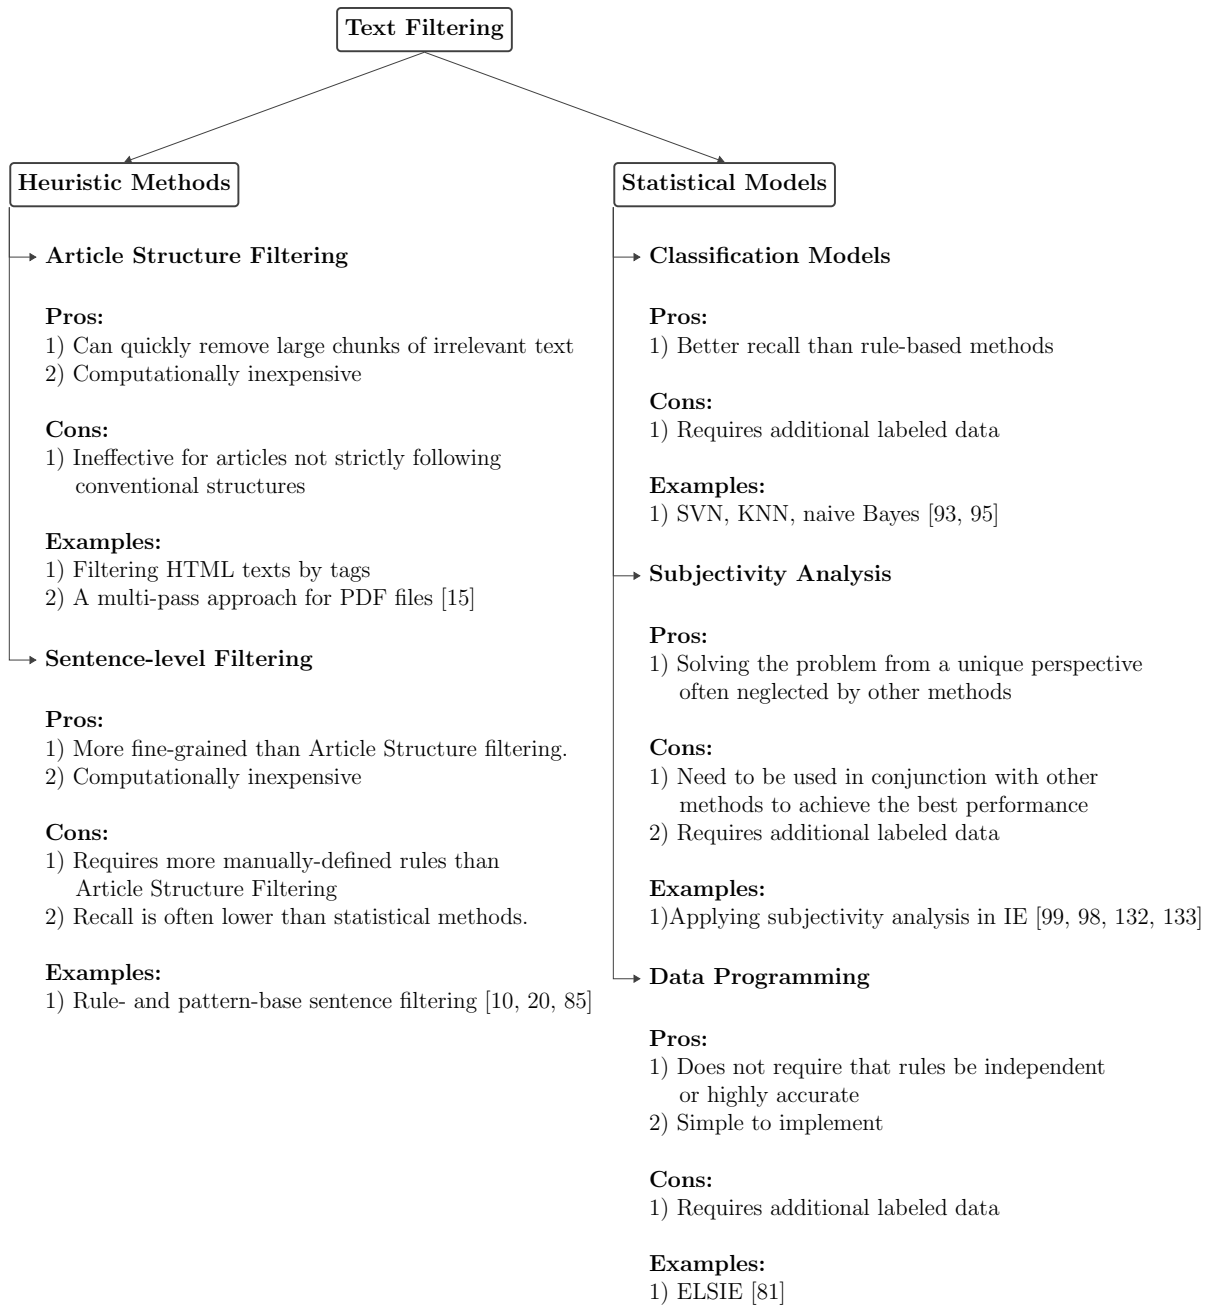 Text Filtering
Heuristic Methods
Article Structure Filtering
Pros:
1) Can quickly remove large chunks of irrelevant text
2) Computationally inexpensive
Cons:
1) Ineffective for articles not strictly following
conventional structures
Examples:
1) Filtering HTML texts by tags
2) A multi-pass approach for PDF files [15]
Sentence-level Filtering
Pros:
1) More fine-grained than Article Structure filtering.
2) Computationally inexpensive
Cons:
1) Requires more manually-defined rules than
Article Structure Filtering
2) Recall is often lower than statistical methods.
Examples:
1) Rule- and pattern-base sentence filtering [10, 20, 85]
Statistical Models
Classification Models
Pros:
1) Better recall than rule-based methods
Cons:
1) Requires additional labeled data
Examples:
1) SVN, KNN, naive Bayes [93, 95]
Subjectivity Analysis
Pros:
1) Solving the problem from a unique perspective
often neglected by other methods
Cons:
1) Need to be used in conjunction with other
methods to achieve the best performance
2) Requires additional labeled data
Examples:
1)Applying subjectivity analysis in IE [99, 98, 132, 133]
Data Programming
Pros:
1) Does not require that rules be independent
or highly accurate
2) Simple to implement
Cons:
1) Requires additional labeled data
Examples:
1) ELSIE [81]